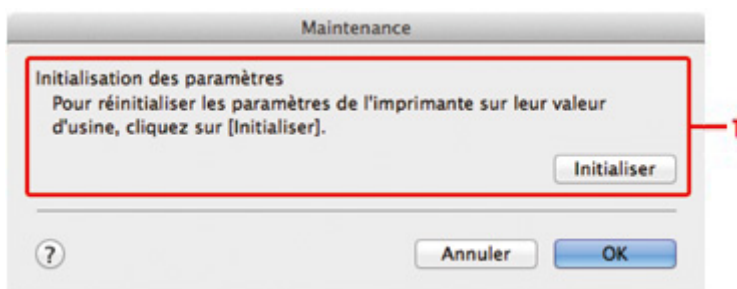 Maintenance
Initialisation des paramètres
Pour réinitialiser les paramètres de l'imprimante sur leur valeur
d'usine, cliquez sur [Initialiser].
1
Initialiser
?
Annuler
OK